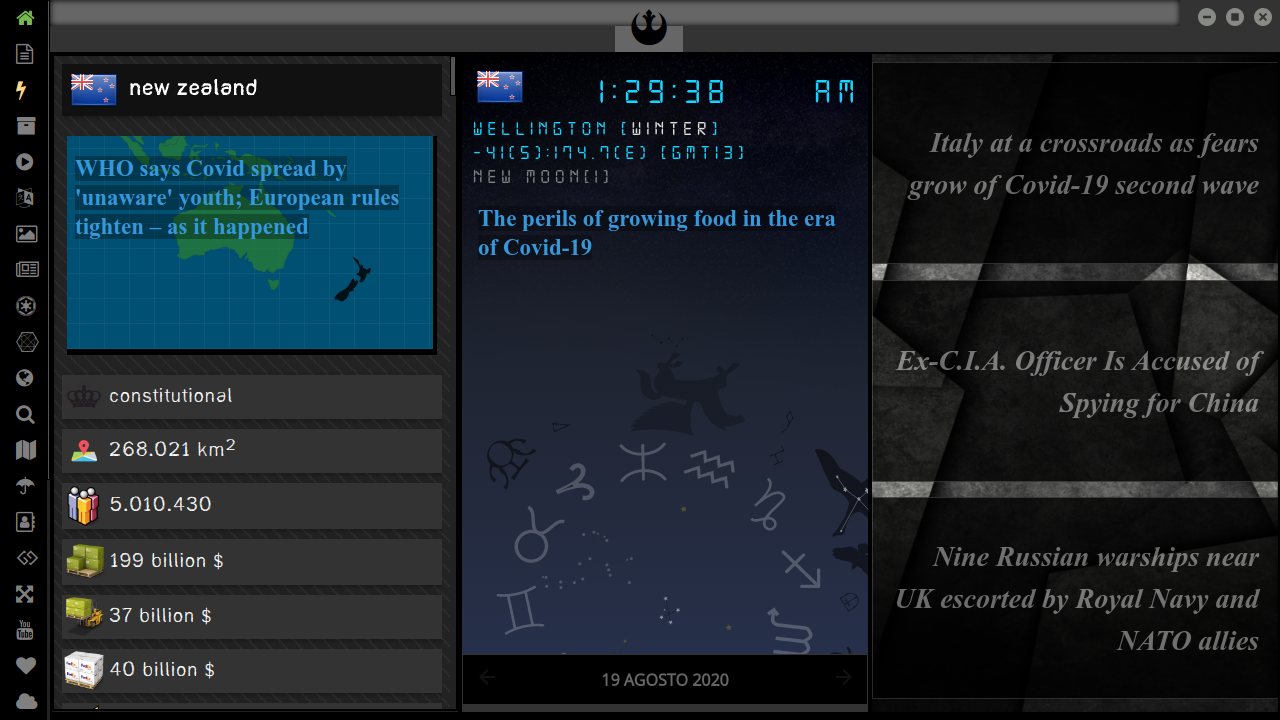 new zealand
WHO says Covid spread by
'unaware' youth; European rules
tighten – as it happened
constitutional
268.021 km²
5.010.430
199 billion $
37 billion $
40 billion $
1:29:38 AM
WELLINGTON [WINTER]
-41(S):174.7(E) [GMT13]
NEW MOON[1]
The perils of growing food in the era
of Covid-19
19 AGOSTO 2020
Italy at a crossroads as fears
grow of Covid-19 second wave
Ex-C.I.A. Officer Is Accused of
Spying for China
Nine Russian warships near
UK escorted by Royal Navy and
NATO allies
You
Tube